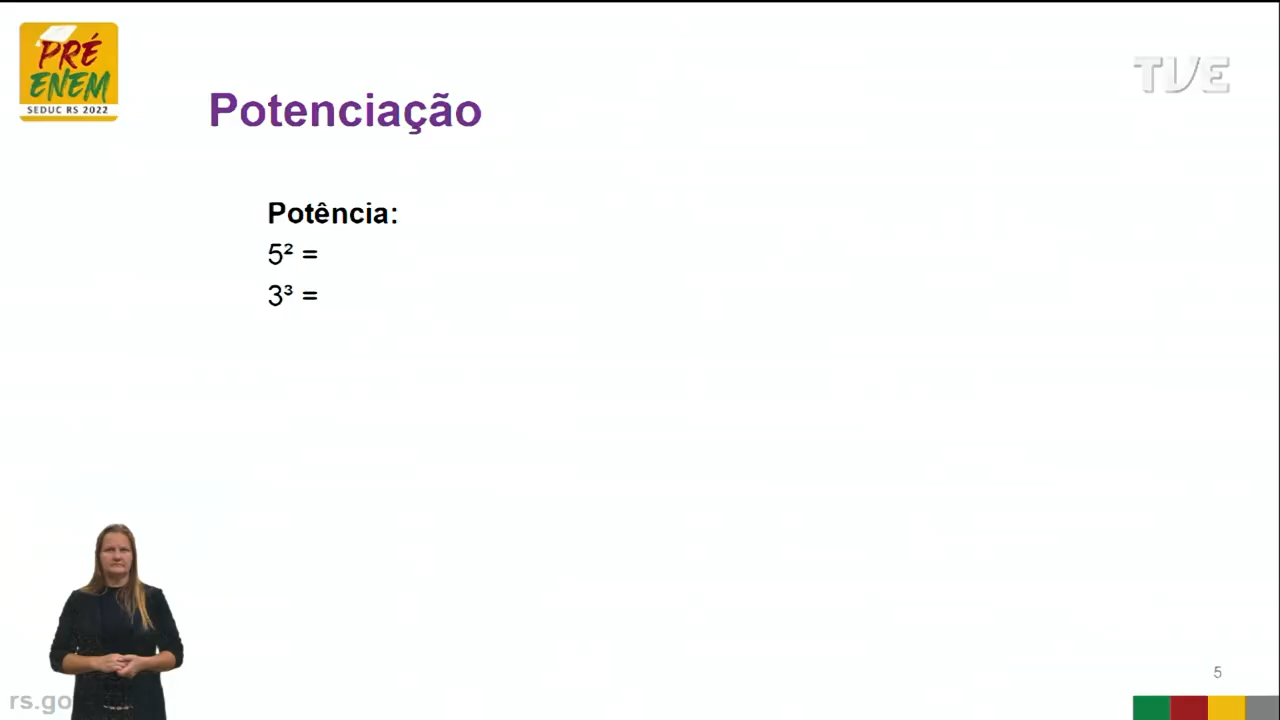 PRÉ
ENEM
SEDUC RS 2022
TVE
Potenciação
Potência:
5² =
3³ =
5
rs.go